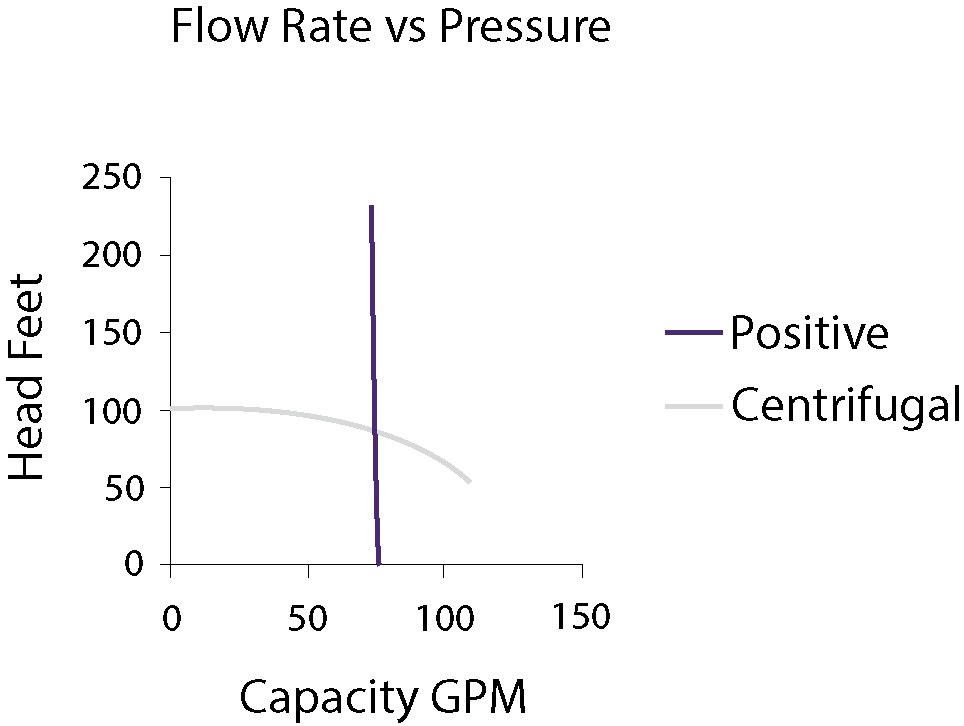 Flow Rate vs Pressure
250
200
150
100
50
0
Head Feet
0 50 100 150
Capacity GPM
Positive
Centrifugal